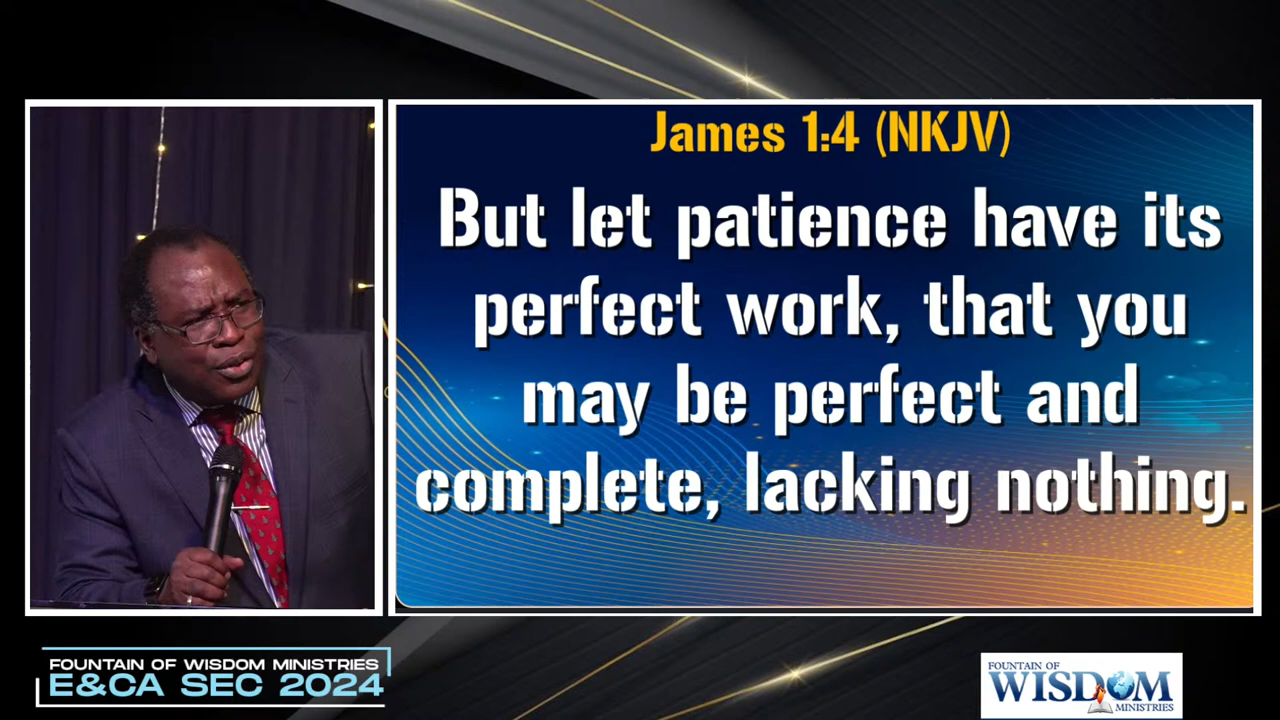 James 1:4 (NKJV)
But let patience have its
perfect work, that you
may be perfect and
complete, lacking nothing.
FOUNTAIN OF WISDOM MINISTRIES
E&CA SEC 2024
FOUNTAIN OF
WISDOM
MINISTRIES